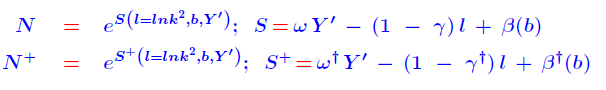 N = e^{S(l=lnk^2,b,Y′)}; S = ω Y′ − (1 − γ) l + β(b)
N^+ = e^{S^+(l=lnk^2,b,Y′)}; S^+ = ω^† Y′ − (1 − γ^†) l + β^†(b)